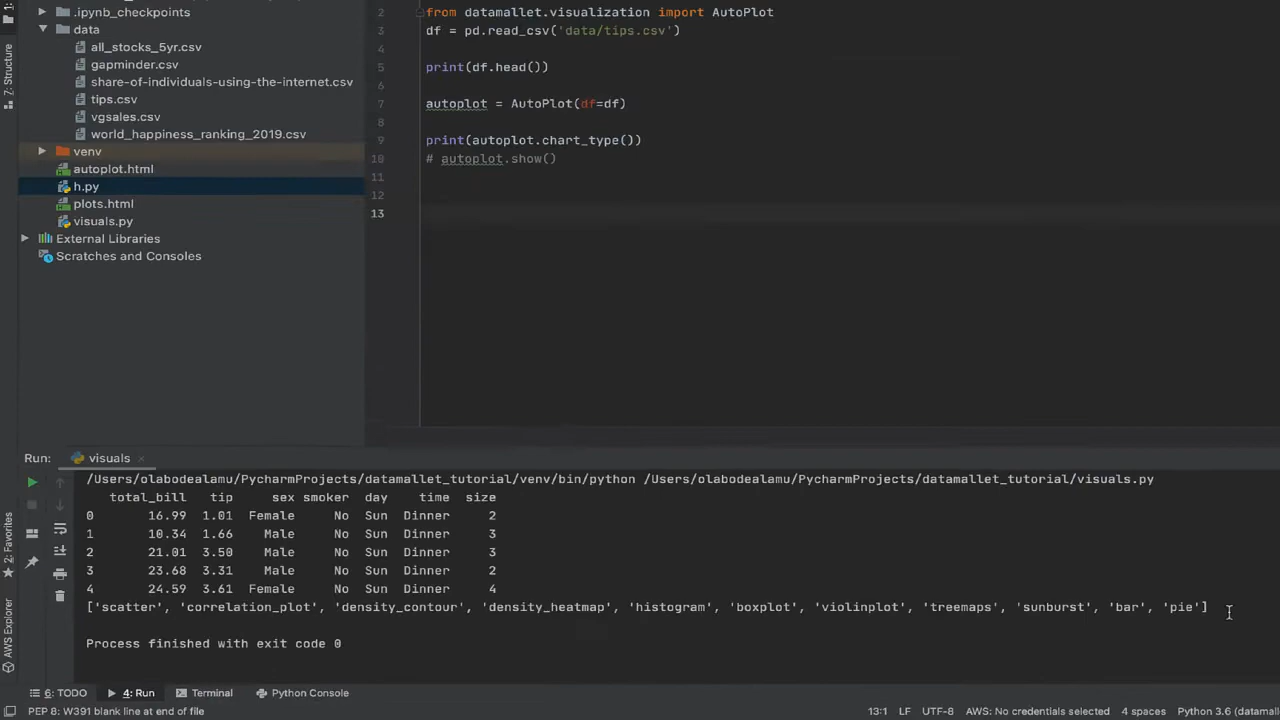 .ipynb_checkpoints
data
all_stocks_5yr.csv
gapminder.csv
share-of-individuals-using-the-internet.csv
tips.csv
vgsales.csv
world_happiness_ranking_2019.csv
venv
autoplot.html
h.py
plots.html
visuals.py
External Libraries
Scratches and Consoles
7: Structure
2: Favorites
AWS Explorer
2 from datamallet.visualization import AutoPlot
3 df = pd.read_csv('data/tips.csv')
4
5 print(df.head())
6
7 autoplot = AutoPlot(df=df)
8
9 print(autoplot.chart_type())
10 # autoplot.show()
11
12
13
Run: visuals
/Users/olabodealamu/PycharmProjects/datamallet_tutorial/venv/bin/python /Users/olabodealamu/PycharmProjects/datamallet_tutorial/visuals.py
total_bill tip sex smoker day time size
0 16.99 1.01 Female No Sun Dinner 2
1 10.34 1.66 Male No Sun Dinner 3
2 21.01 3.50 Male No Sun Dinner 3
3 23.68 3.31 Male No Sun Dinner 2
4 24.59 3.61 Female No Sun Dinner 4
['scatter', 'correlation_plot', 'density_contour', 'density_heatmap', 'histogram', 'boxplot', 'violinplot', 'treemaps', 'sunburst', 'bar', 'pie']
Process finished with exit code 0
6: TODO 4: Run Terminal Python Console
PEP 8: W391 blank line at end of file 13:1 LF UTF-8 AWS: No credentials selected 4 spaces Python 3.6 (datamall